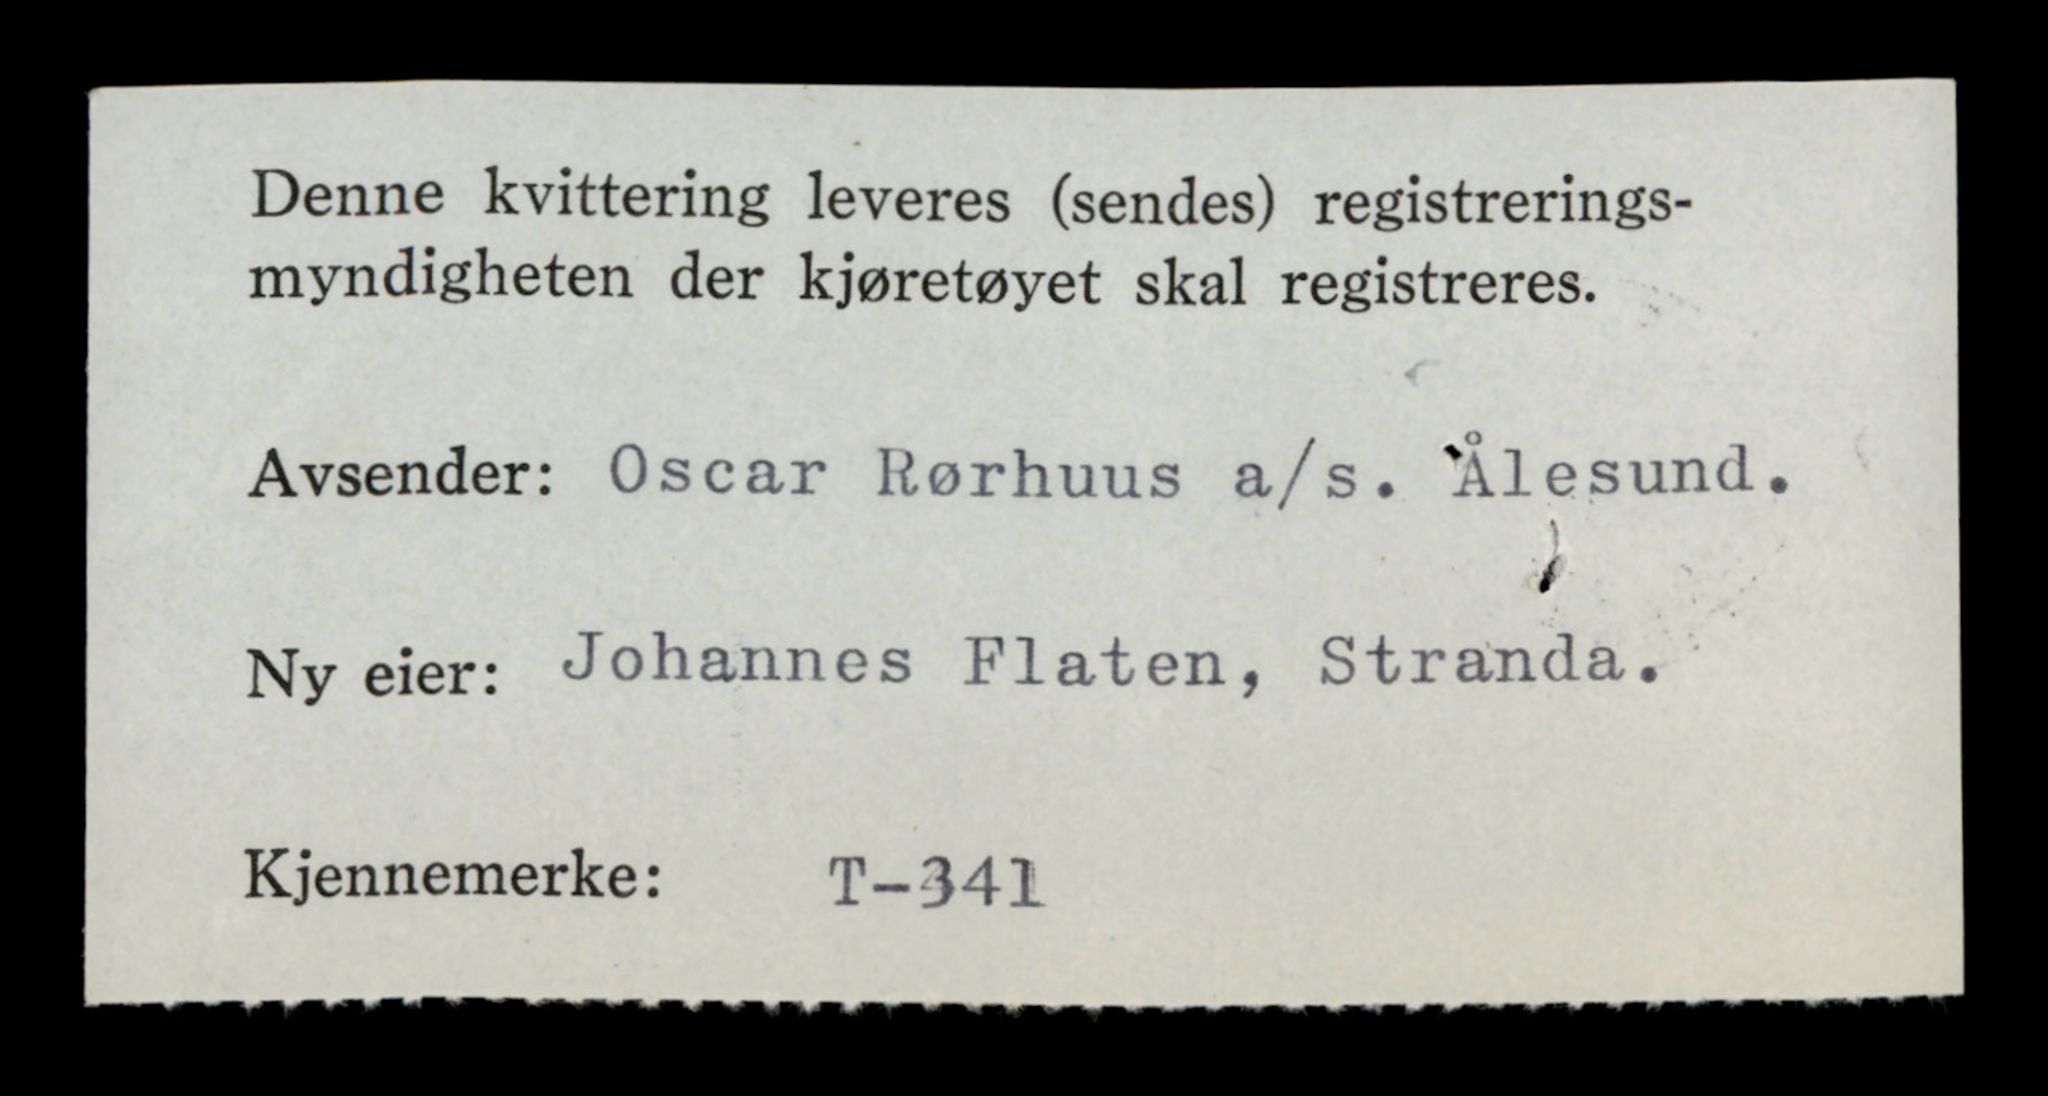 Denne kvittering leveres (sendes) registrerings-
myndigheten der kjøretøyet skal registreres.
Avsender: Oscar Rørhuus a/s. Ålesund.
Ny eier: Johannes Flaten, Stranda.
Kjennemerke: T-341